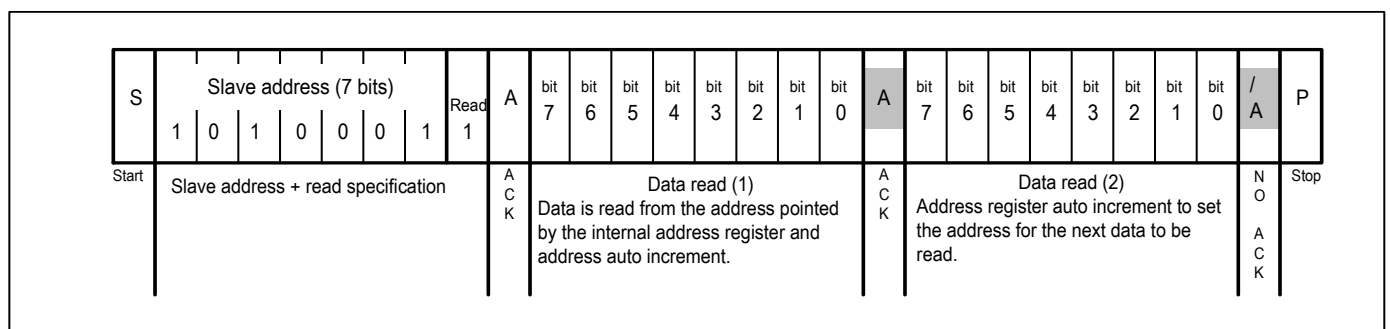 S Slave address (7 bits) Read A bit bit bit bit bit bit bit bit A bit bit bit bit bit bit bit bit / A P
1 0 1 0 0 0 1 1 7 6 5 4 3 2 1 0 7 6 5 4 3 2 1 0
Start Slave address + read specification ACK Data read (1) ACK Data read (2) NO ACK Stop
Data is read from the address pointed
by the internal address register and
address auto increment.
Address register auto increment to set
the address for the next data to be
read.